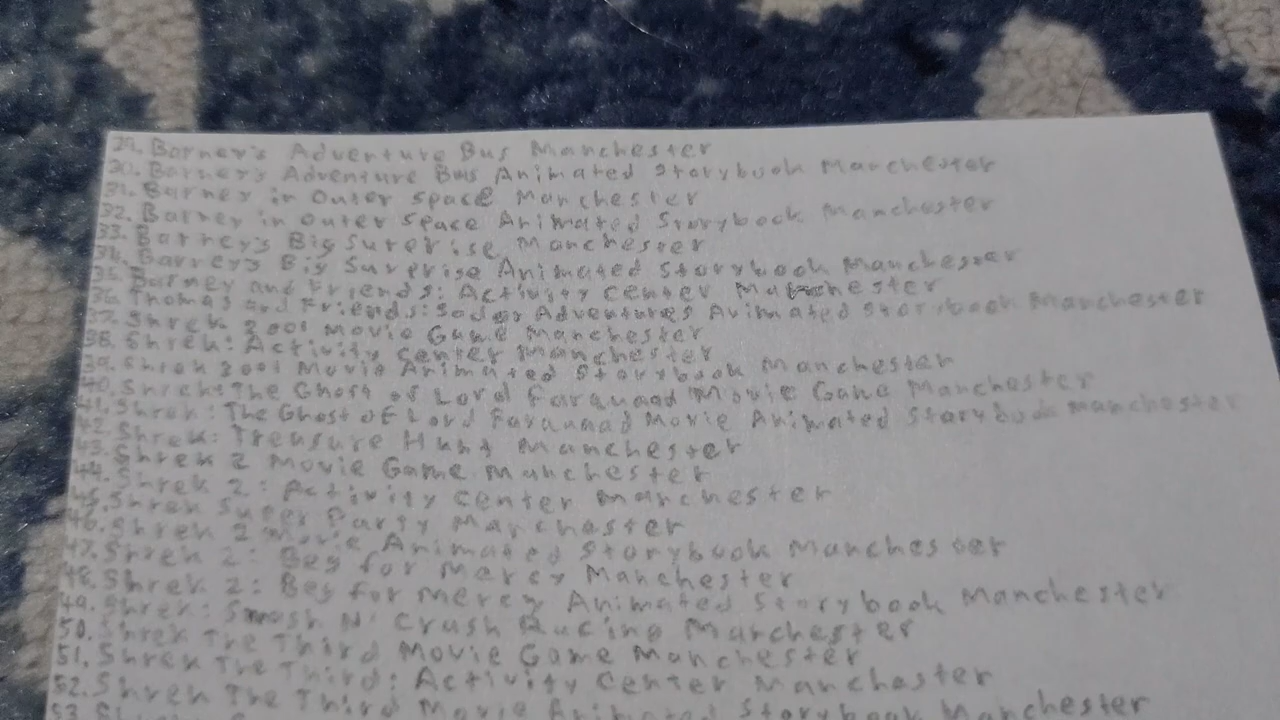 29. Barney's Adventure Bus Manchester
30. Barney's Adventure Bus Animated Storybook Manchester
31. Barney in Outer Space Manchester
32. Barney in Outer Space Animated Storybook Manchester
33. Barney's Big Surprise Manchester
34. Barney's Big Surprise Animated Storybook Manchester
35. Barney and Friends: Activity Center Manchester
36. Thomas and Friends: Sodor Adventures Animated Storybook Manchester
37. Shrek 2001 Movie Game Manchester
38. Shrek: Activity Center Manchester
39. Shrek 2001 Movie Animated Storybook Manchester
40. Shrek: The Ghost of Lord Farquaad Movie Game Manchester
41. Shrek: The Ghost of Lord Farquaad Movie Animated Storybook Manchester
42. Shrek: Treasure Hunt Manchester
43. Shrek 2 Movie Game Manchester
44. Shrek 2: Activity Center Manchester
45. Shrek Super Party Manchester
46. Shrek 2 Movie Animated Storybook Manchester
47. Shrek 2: Beg for Mercy Manchester
48. Shrek 2: Beg for Mercy Animated Storybook Manchester
49. Shrek: Smash N' Crush Racing Manchester
50. Shrek The Third Movie Game Manchester
51. Shrek The Third: Activity Center Manchester
52. Shrek The Third Movie Animated Storybook Manchester
53.